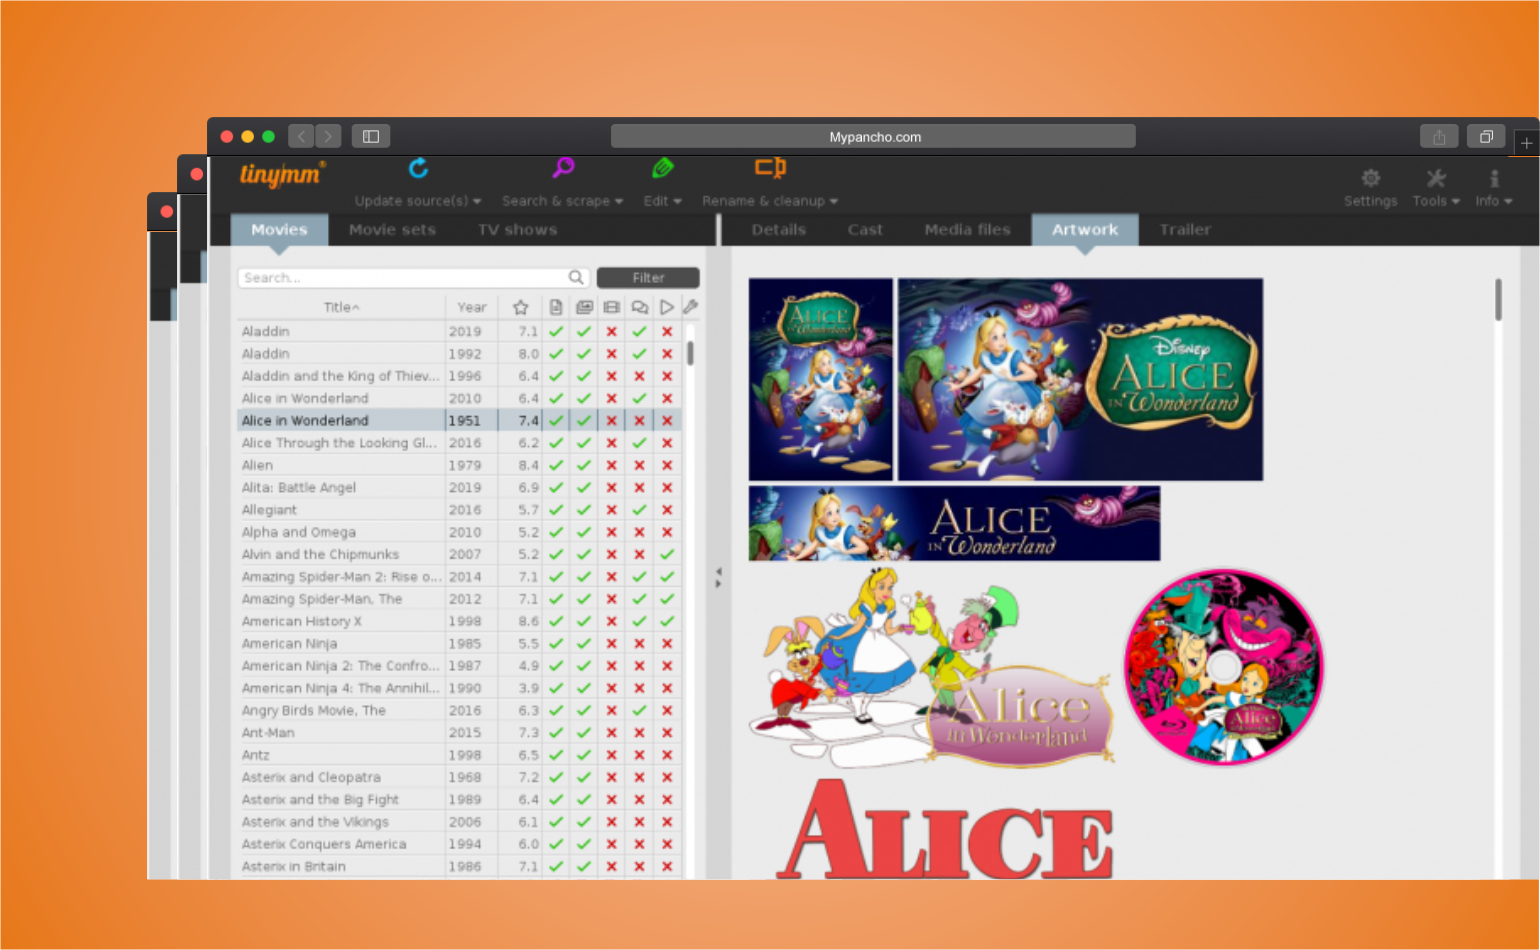 Mypancho.com
tinymm®
Update source(s) Search & scrape Edit Rename & cleanup Settings Tools Info
Movies Movie sets TV shows Details Cast Media files Artwork Trailer
Search... Filter
Title Year
Aladdin 2019 7.1
Aladdin 1992 8.0
Aladdin and the King of Thiev... 1996 6.4
Alice in Wonderland 2010 6.4
Alice in Wonderland 1951 7.4
Alice Through the Looking Gl... 2016 6.2
Alien 1979 8.4
Alita: Battle Angel 2019 6.9
Allegiant 2016 5.7
Alpha and Omega 2010 5.2
Alvin and the Chipmunks 2007 5.2
Amazing Spider-Man 2: Rise o... 2014 7.1
Amazing Spider-Man, The 2012 7.1
American History X 1998 8.6
American Ninja 1985 5.5
American Ninja 2: The Confro... 1987 4.9
American Ninja 4: The Annihil... 1990 3.9
Angry Birds Movie, The 2016 6.3
Ant-Man 2015 7.3
Antz 1998 6.5
Asterix and Cleopatra 1968 7.2
Asterix and the Big Fight 1989 6.4
Asterix and the Vikings 2006 6.1
Asterix Conquers America 1994 6.0
Asterix in Britain 1986 7.1
ALICE
in Wonderland
Disney
ALICE
in Wonderland
ALICE
in Wonderland
Alice
in Wonderland
Alice
ALICE